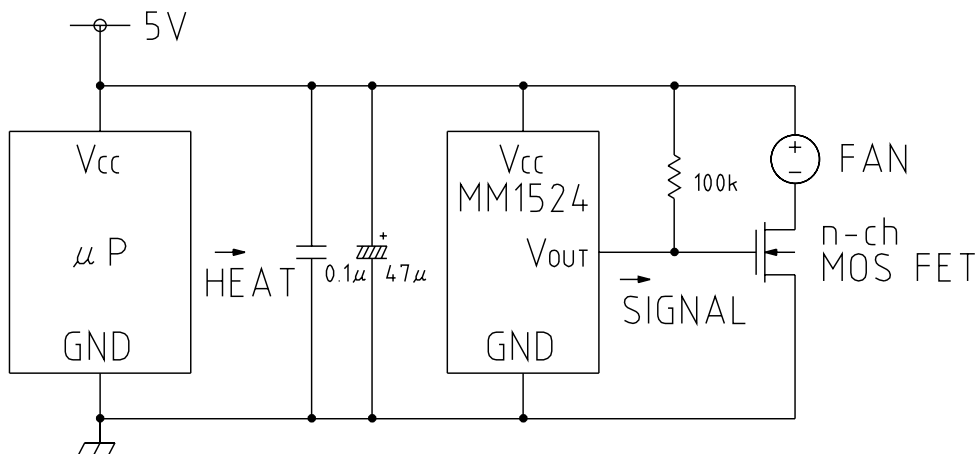 5V
Vcc
μP
GND
HEAT
0.1μ
+
47μ
Vcc
MM1524
VOUT
GND
SIGNAL
100k
+
−
FAN
n-ch
MOS FET